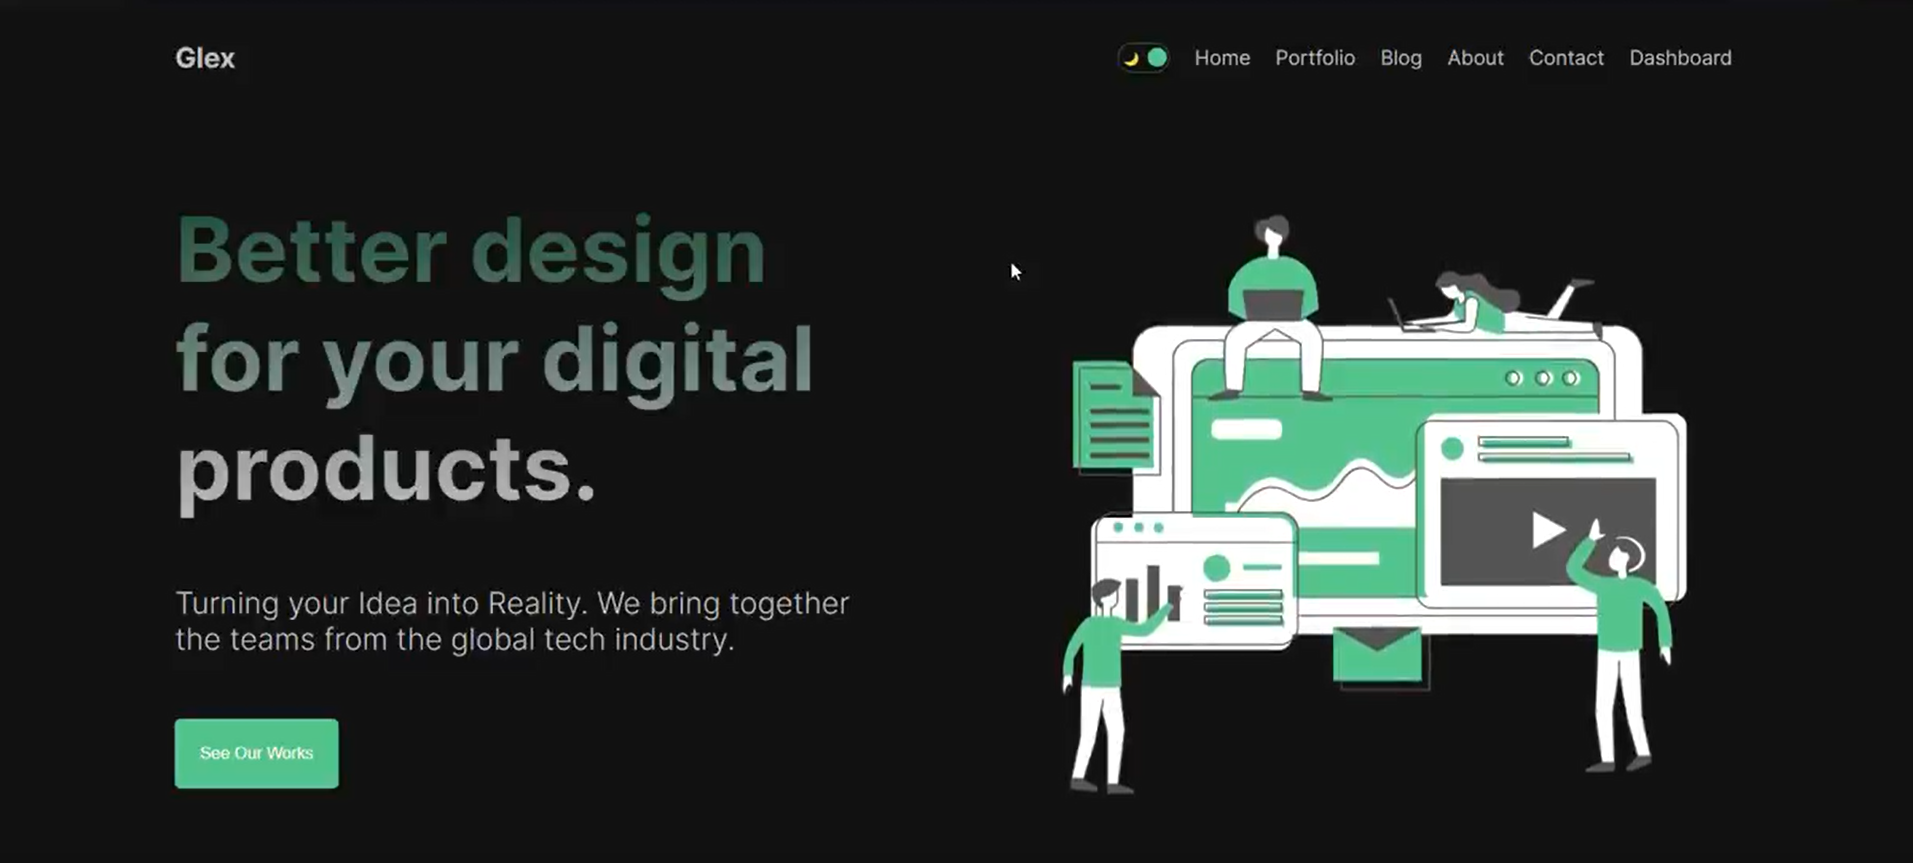 Glex
Home Portfolio Blog About Contact Dashboard
Better design
for your digital
products.
Turning your Idea into Reality. We bring together
the teams from the global tech industry.
See Our Works